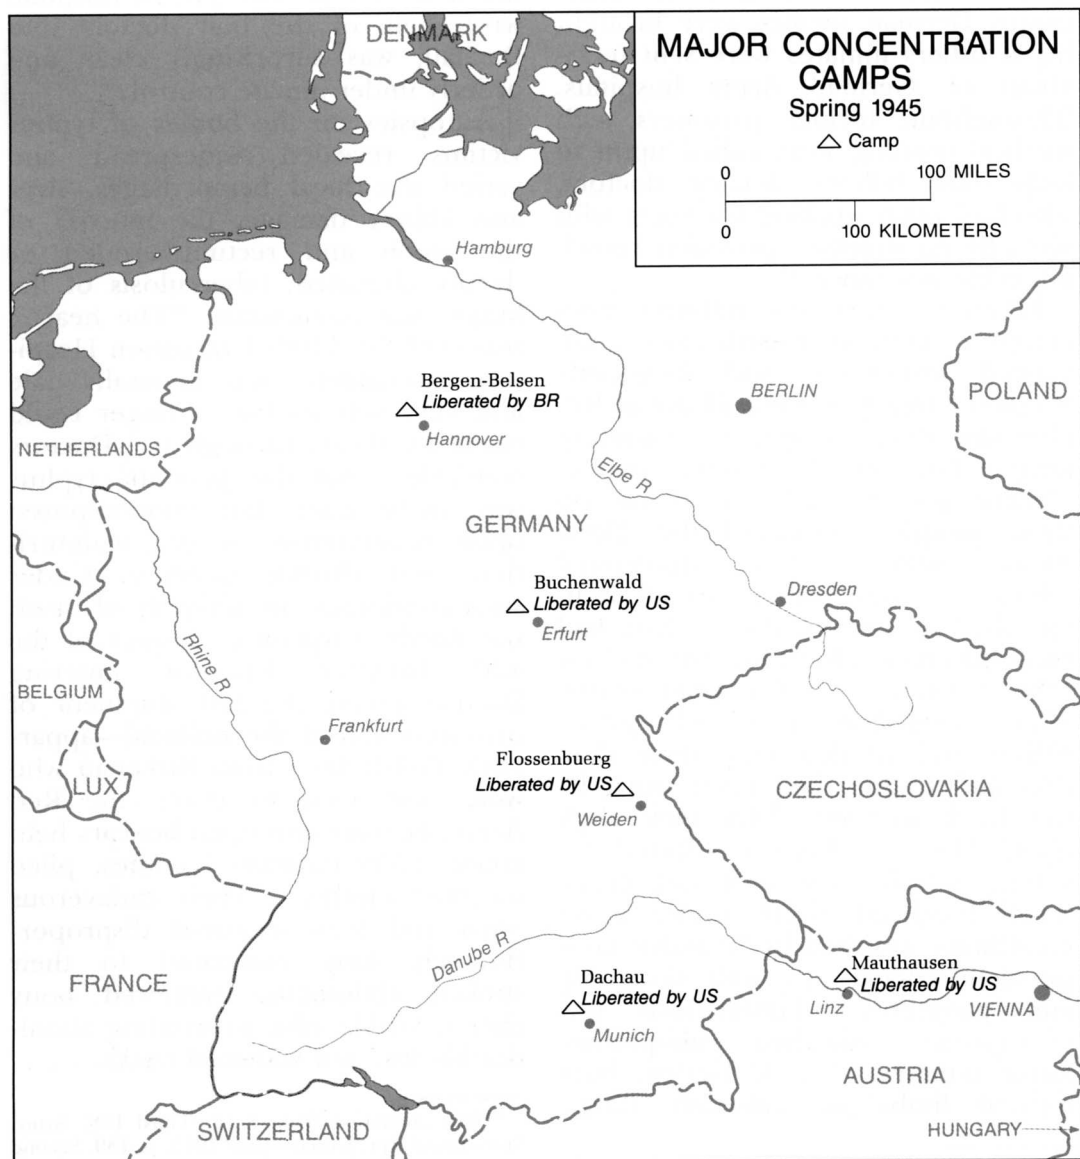 DENMARK
MAJOR CONCENTRATION
CAMPS
Spring 1945
Camp
0 100 MILES
0 100 KILOMETERS
Hamburg
Bergen-Belsen
Liberated by BR
Hannover
BERLIN
POLAND
NETHERLANDS
Elbe R
GERMANY
Buchenwald
Liberated by US
Erfurt
Dresden
Rhine R
BELGIUM
Frankfurt
LUX
Flossenbuerg
Liberated by US
Weiden
CZECHOSLOVAKIA
Danube R
FRANCE
Dachau
Liberated by US
Munich
Mauthausen
Liberated by US
Linz
VIENNA
AUSTRIA
SWITZERLAND
HUNGARY